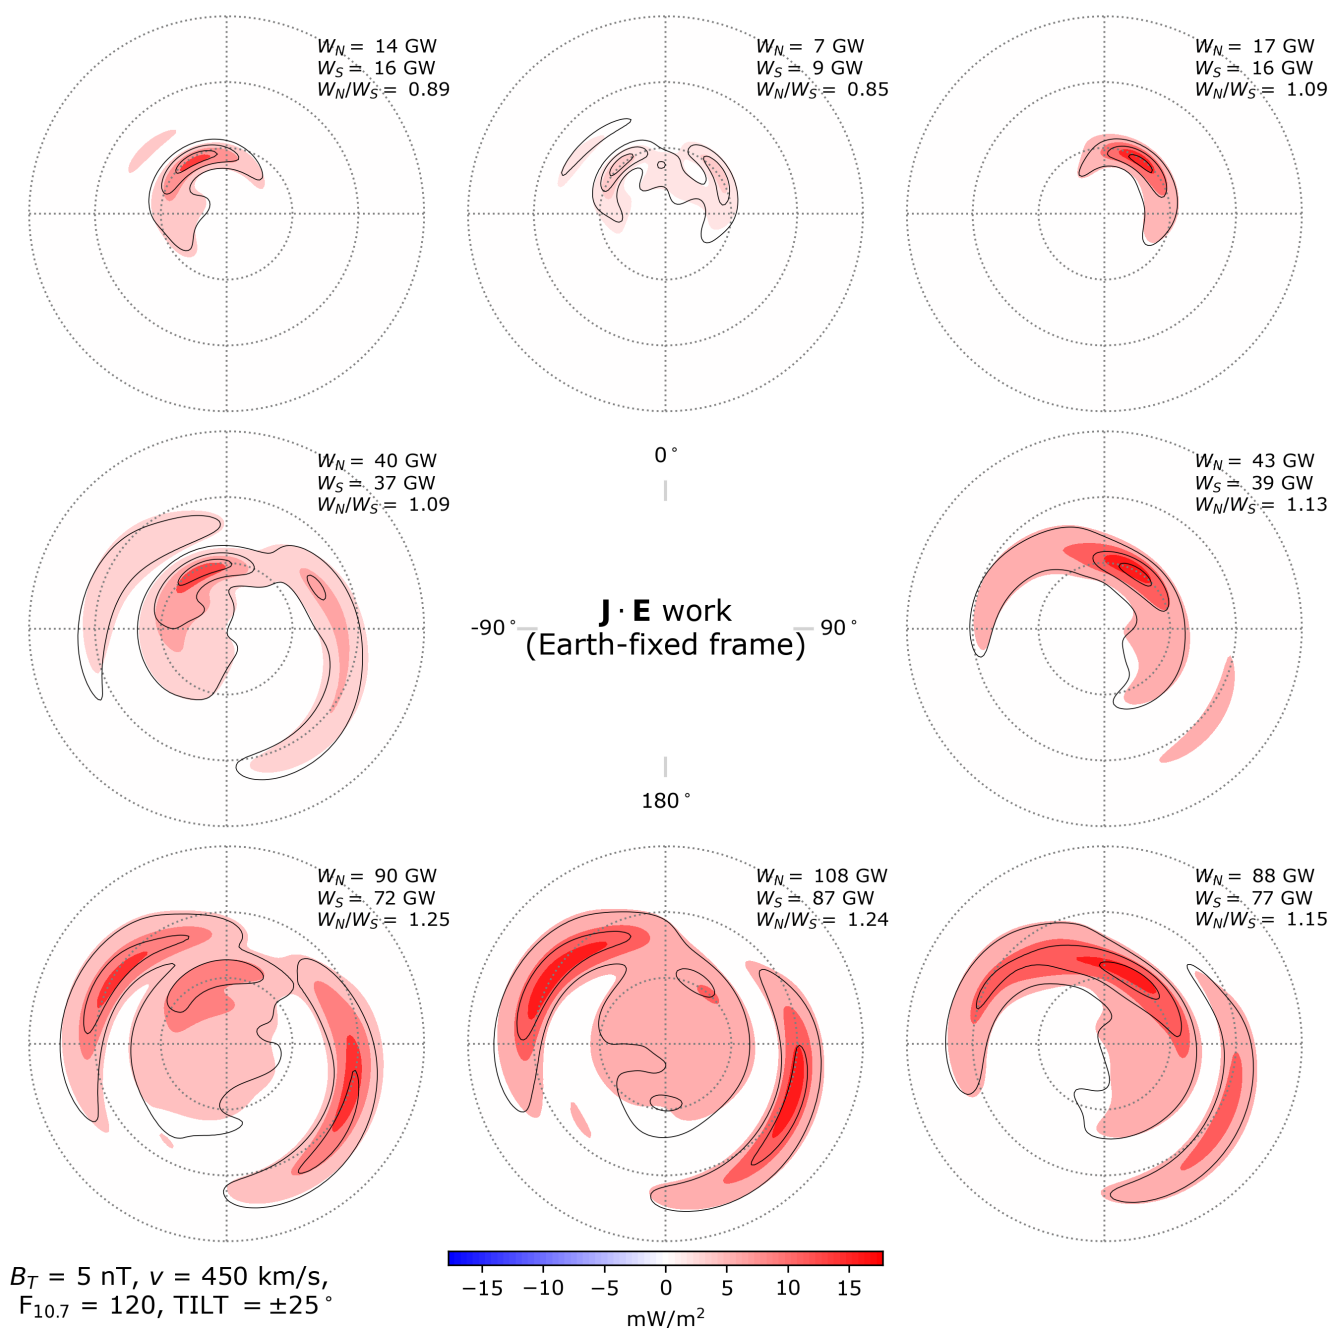 W_N = 14 GW
W_S = 16 GW
W_N/W_S = 0.89
W_N = 7 GW
W_S = 9 GW
W_N/W_S = 0.85
W_N = 17 GW
W_S = 16 GW
W_N/W_S = 1.09
W_N = 40 GW
W_S = 37 GW
W_N/W_S = 1.09
0°
W_N = 43 GW
W_S = 39 GW
W_N/W_S = 1.13
-90°
J · E work
(Earth-fixed frame)
90°
180°
W_N = 90 GW
W_S = 72 GW
W_N/W_S = 1.25
W_N = 108 GW
W_S = 87 GW
W_N/W_S = 1.24
W_N = 88 GW
W_S = 77 GW
W_N/W_S = 1.15
B_T = 5 nT, v = 450 km/s,
F_10.7 = 120, TILT = ±25°
−15 −10 −5 0 5 10 15
mW/m²